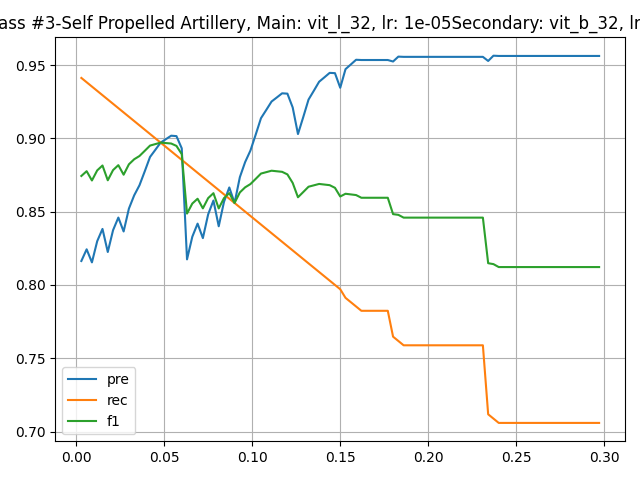 ass #3-Self Propelled Artillery, Main: vit_l_32, lr: 1e-05Secondary: vit_b_32, lr
0.95
0.90
0.85
0.80
0.75
0.70
pre
rec
f1
0.00 0.05 0.10 0.15 0.20 0.25 0.30